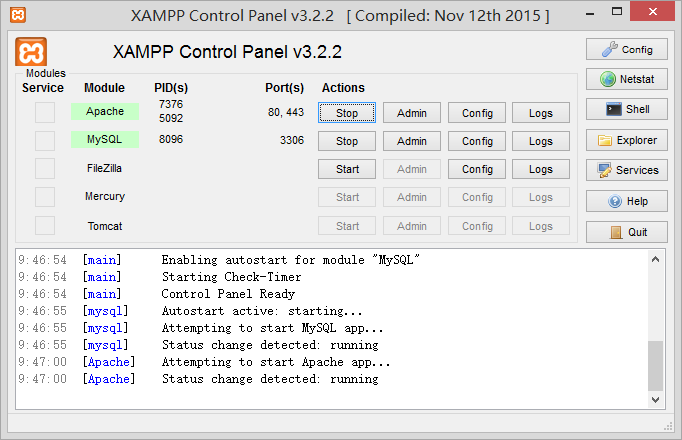 XAMPP Control Panel v3.2.2 [ Compiled: Nov 12th 2015 ]
XAMPP Control Panel v3.2.2
Config
Modules
Service Module PID(s) Port(s) Actions
Netstat
Apache 7376 5092 80, 443 Stop Admin Config Logs
Shell
MySQL 8096 3306 Stop Admin Config Logs
Explorer
FileZilla Start Admin Config Logs
Services
Mercury Start Admin Config Logs
Help
Tomcat Start Admin Config Logs
Quit
9:46:54 [main] Enabling autostart for module "MySQL"
9:46:54 [main] Starting Check-Timer
9:46:54 [main] Control Panel Ready
9:46:55 [mysql] Autostart active: starting...
9:46:55 [mysql] Attempting to start MySQL app...
9:46:55 [mysql] Status change detected: running
9:47:00 [Apache] Attempting to start Apache app...
9:47:00 [Apache] Status change detected: running